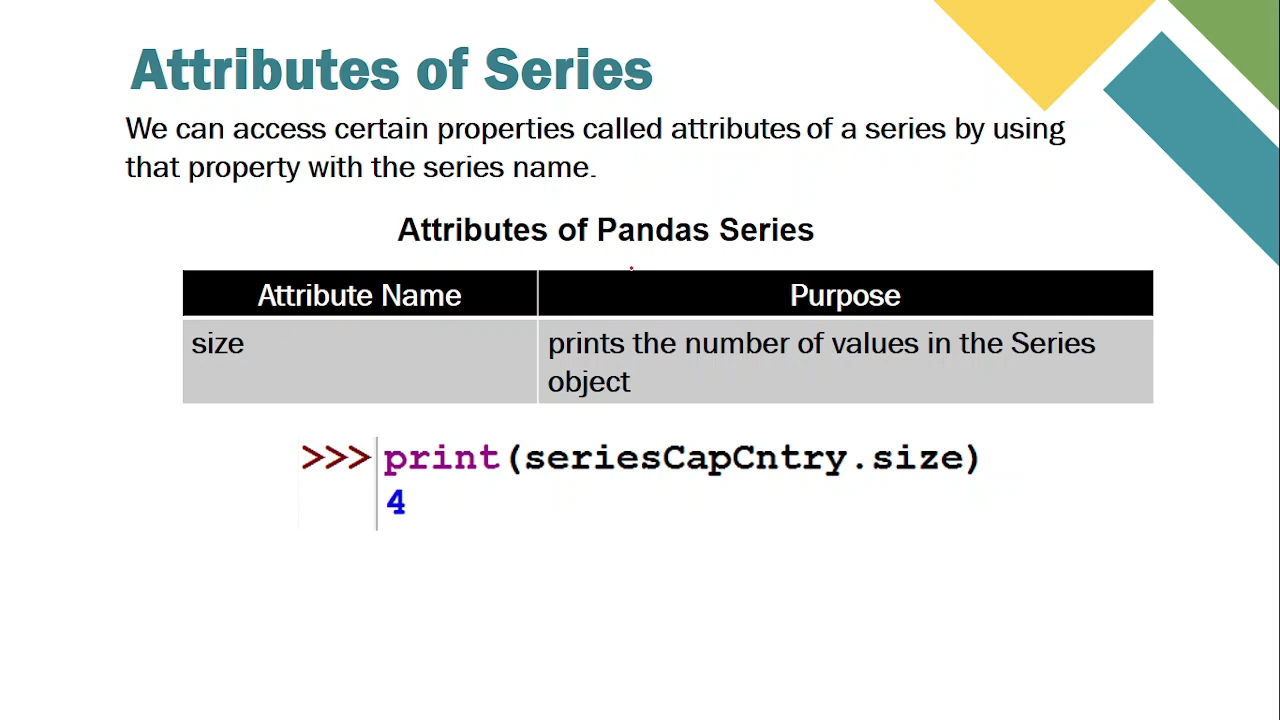 Attributes of Series
We can access certain properties called attributes of a series by using
that property with the series name.
Attributes of Pandas Series
Attribute Name Purpose
size prints the number of values in the Series
object
>>> print(seriesCapCntry.size)
4